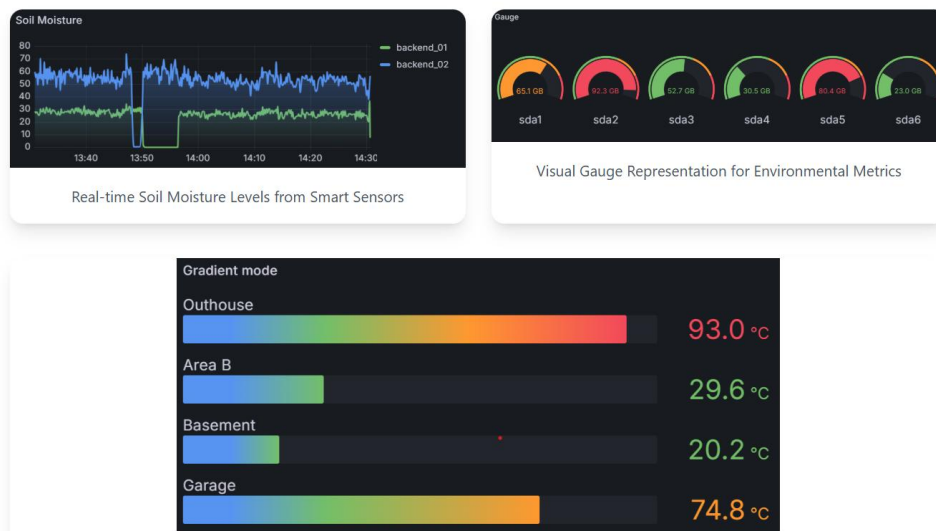 Soil Moisture
80
70
60
50
40
30
20
10
0
13:40 13:50 14:00 14:10 14:20 14:30
backend_01
backend_02
Real-time Soil Moisture Levels from Smart Sensors
Gauge
65.1 GB 92.3 GB 52.7 GB 30.5 GB 80.4 GB 23.0 GB
sda1 sda2 sda3 sda4 sda5 sda6
Visual Gauge Representation for Environmental Metrics
Gradient mode
Outhouse
93.0 °C
Area B
29.6 °C
Basement
20.2 °C
Garage
74.8 °C